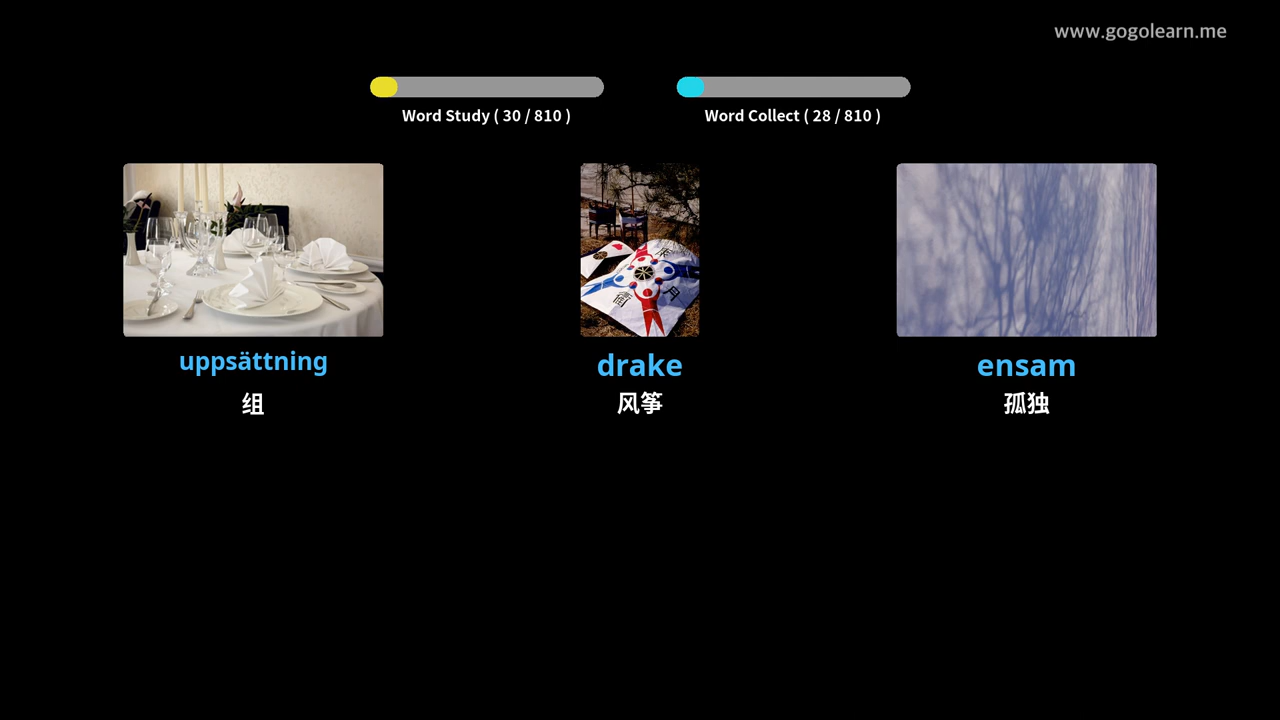 www.gogolearn.me
Word Study ( 30 / 810 )
Word Collect ( 28 / 810 )
uppsättning
drake
ensam
组
风筝
孤独